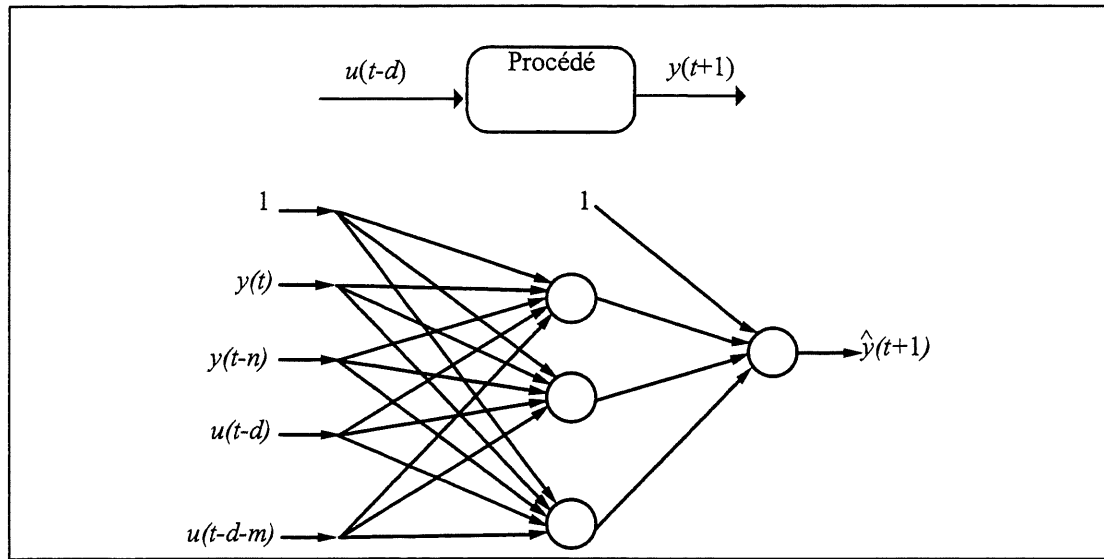 Procédé
u(t-d)
y(t+1)
1
1
y(t)
y(t-n)
ŷ(t+1)
u(t-d)
u(t-d-m)